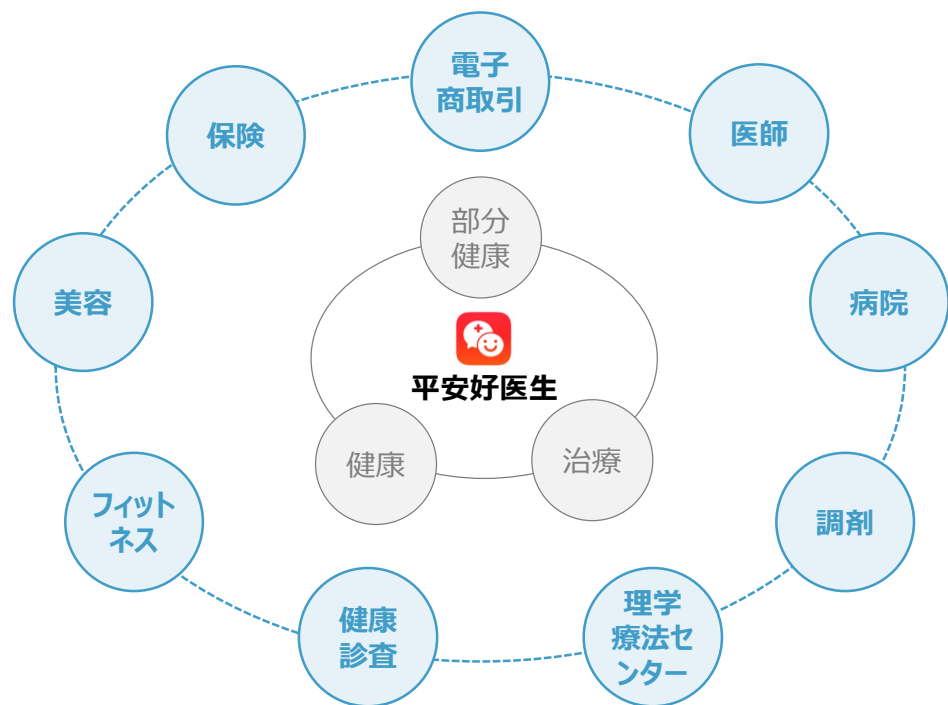 電子
商取引
保険
医師
部分
健康
美容
病院
平安好医生
健康
治療
フィット
ネス
調剤
理学
療法セ
ンター
健康
診査